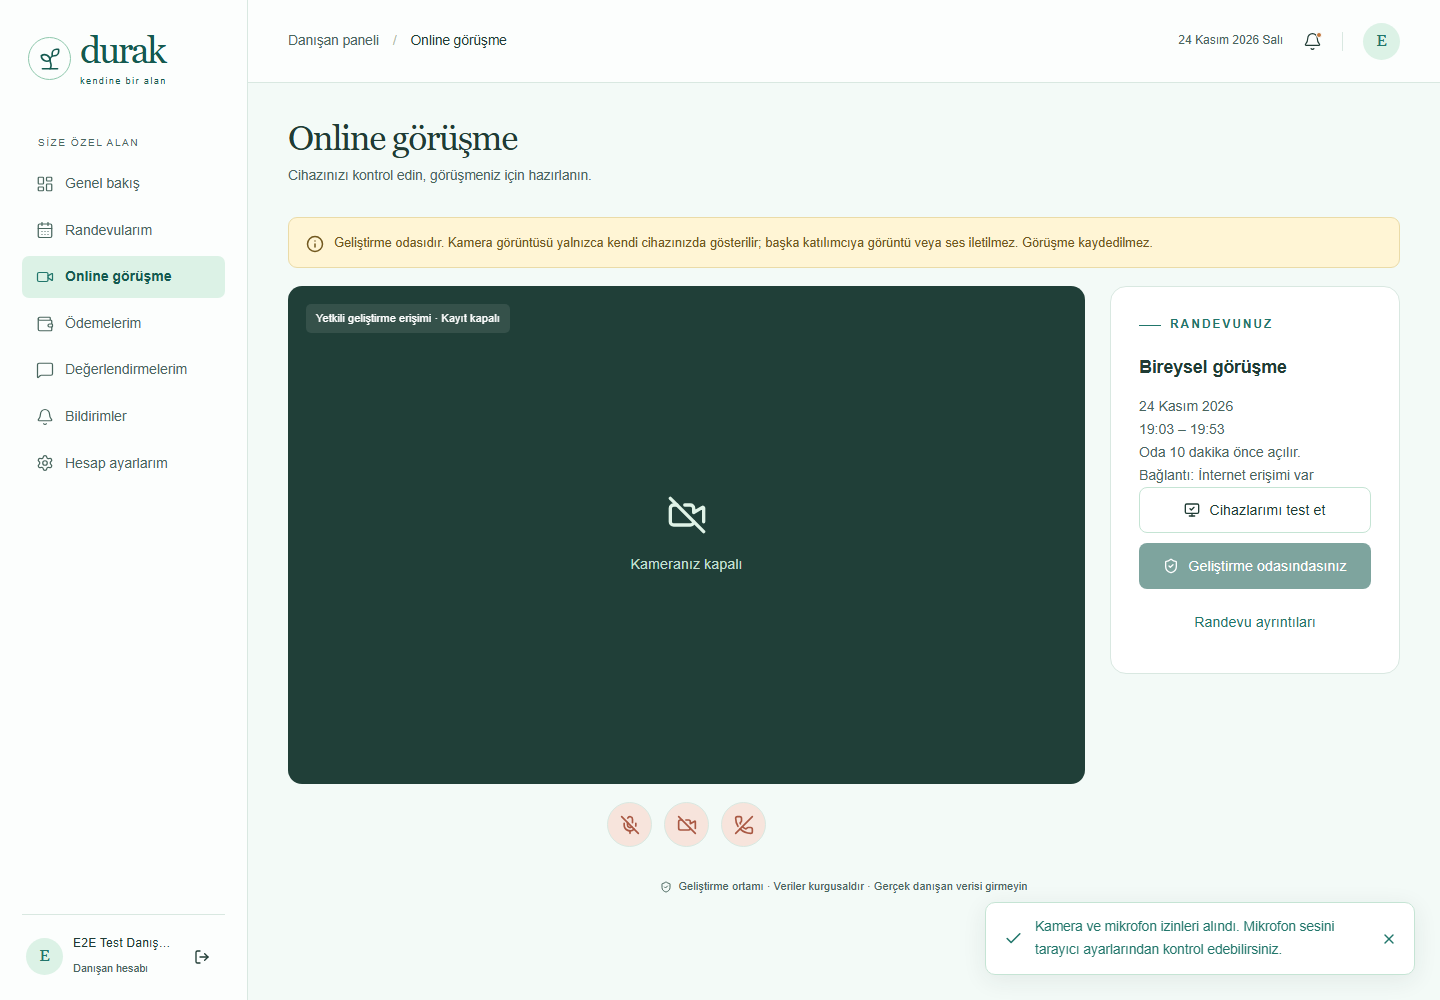 durak
kendine bir alan
SİZE ÖZEL ALAN
Genel bakış
Randevularım
Online görüşme
Ödemelerim
Değerlendirmelerim
Bildirimler
Hesap ayarlarım
E
E2E Test Danış...
Danışan hesabı
Danışan paneli / Online görüşme
24 Kasım 2026 Salı
E
Online görüşme
Cihazınızı kontrol edin, görüşmeniz için hazırlanın.
Geliştirme odasıdır. Kamera görüntüsü yalnızca kendi cihazınızda gösterilir; başka katılımcıya görüntü veya ses iletilmez. Görüşme kaydedilmez.
Yetkili geliştirme erişimi · Kayıt kapalı
Kameranız kapalı
RANDEVUNUZ
Bireysel görüşme
24 Kasım 2026
19:03 – 19:53
Oda 10 dakika önce açılır.
Bağlantı: İnternet erişimi var
Cihazlarımı test et
Geliştirme odasındasınız
Randevu ayrıntıları
Geliştirme ortamı · Veriler kurgusaldır · Gerçek danışan verisi girmeyin
Kamera ve mikrofon izinleri alındı. Mikrofon sesini
tarayıcı ayarlarından kontrol edebilirsiniz.